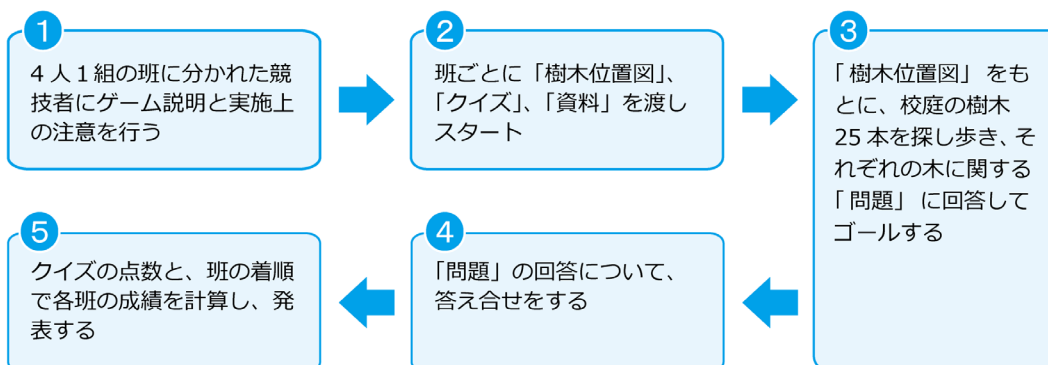 1
4 人 1 組の班に分かれた競
技者にゲーム説明と実施上
の注意を行う
2
班ごとに「樹木位置図」、
「クイズ」、「資料」を渡し
スタート
3
「樹木位置図」をも
とに、校庭の樹木
25 本を探し歩き、そ
れぞれの木に関する
「問題」に回答して
ゴールする
4
「問題」の回答について、
答え合せをする
5
クイズの点数と、班の着順
で各班の成績を計算し、発
表する